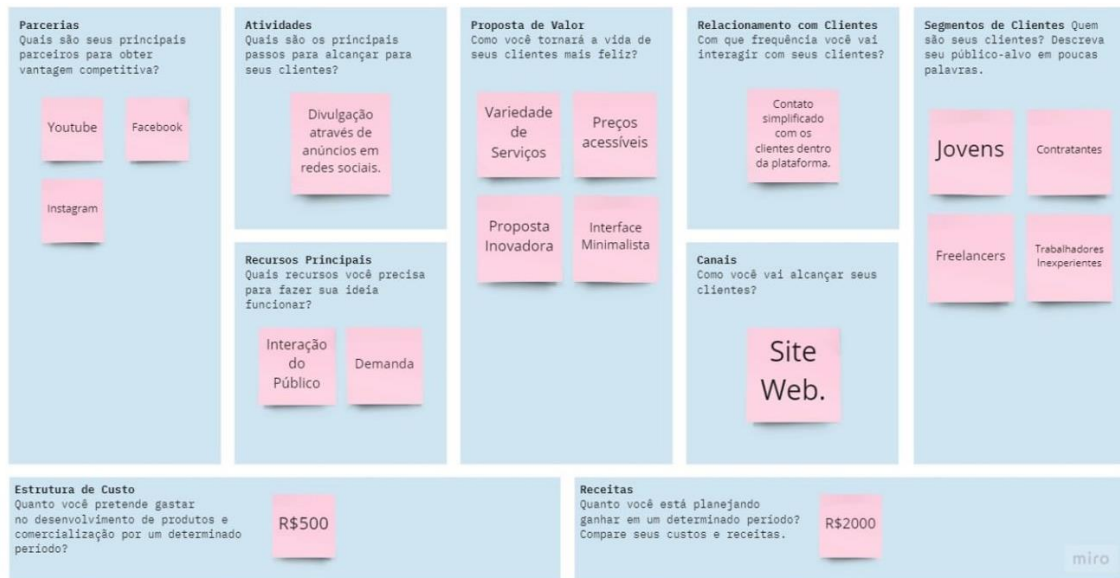 Parcerias
Quais são seus principais
parceiros para obter
vantagem competitiva?
Youtube
Facebook
Instagram
Atividades
Quais são os principais
passos para alcançar para
seus clientes?
Divulgação
através de
anúncios em
redes sociais.
Recursos Principais
Quais recursos você precisa
para fazer sua ideia
funcionar?
Interação
do
Público
Demanda
Proposta de Valor
Como você tornará a vida de
seus clientes mais feliz?
Variedade
de
Serviços
Preços
acessíveis
Proposta
Inovadora
Interface
Minimalista
Relacionamento com Clientes
Com que frequência você vai
interagir com seus clientes?
Contato
simplificado
com os
clientes dentro
da plataforma.
Canais
Como você vai alcançar seus
clientes?
Site
Web.
Segmentos de Clientes Quem
são seus clientes? Descreva
seu público-alvo em poucas
palavras.
Jovens
Contratantes
Freelancers
Trabalhadores
Inexperientes
Estrutura de Custo
Quanto você pretende gastar
no desenvolvimento de produtos e
comercialização por um determinado
período?
R$500
Receitas
Quanto você está planejando
ganhar em um determinado período?
Compare seus custos e receitas.
R$2000
miro